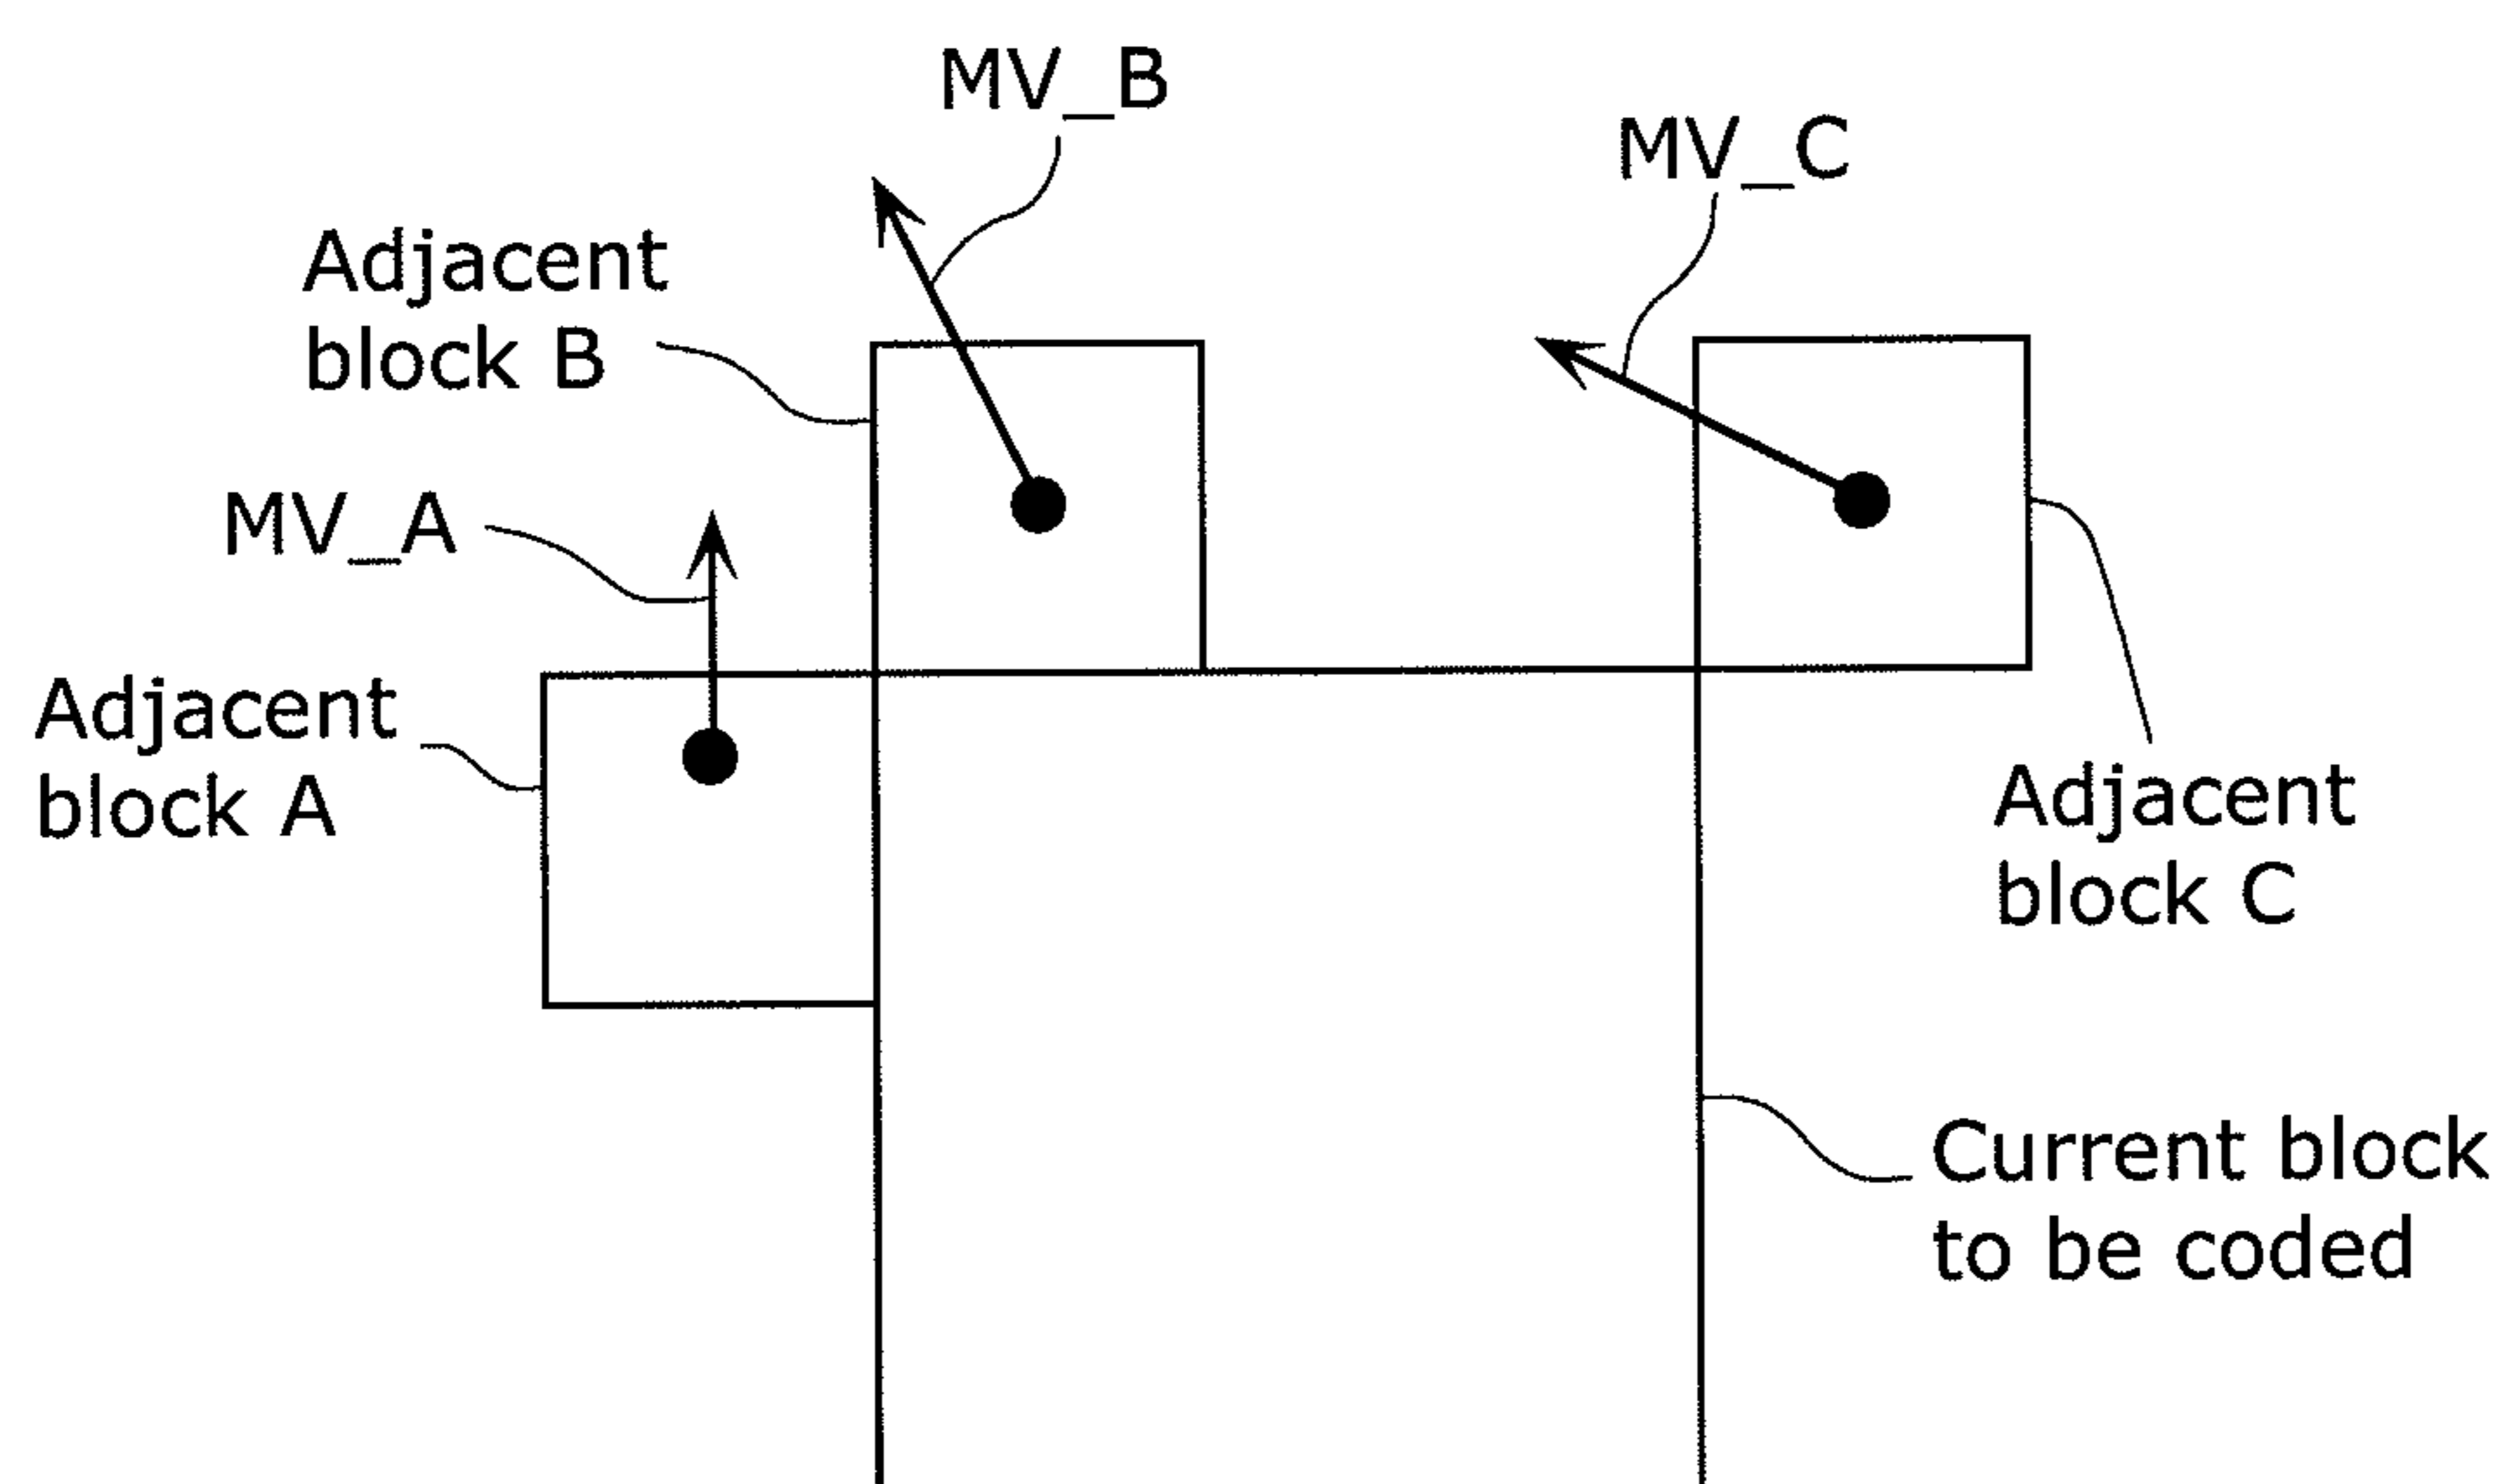 MV_B
MV_C
Adjacent
block B
MV_A
Adjacent
block A
Adjacent
block C
Current block
to be coded